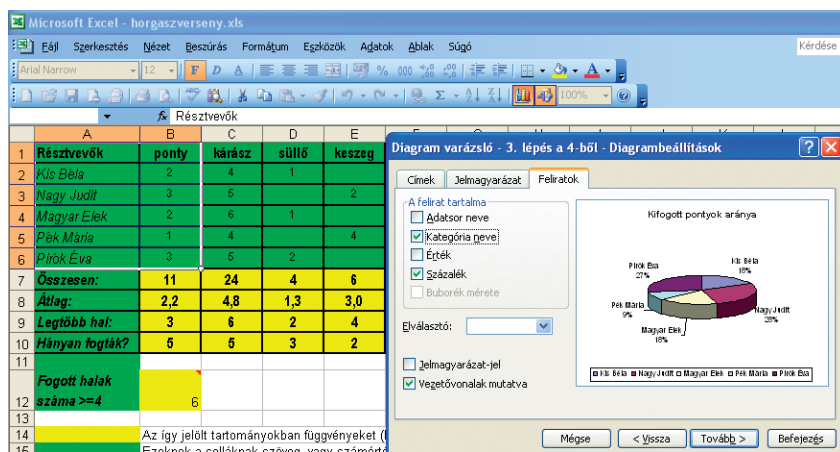 Microsoft Excel - horgaszverseny.xls
Fájl Szerkesztés Nézet Beszúrás Formátum Eszközök Adatok Ablak Súgó Kérdése
Arial Narrow 12 F D A % 000 A
Σ 100%
fx Résztvevők
A B C D E
1 Résztvevők ponty kárász süllő keszeg
2 Kis Béla 2 4 1
3 Nagy Judit 3 5 2
4 Magyar Elek 2 6 1
5 Pék Mária 1 4 4
6 Pirók Éva 3 5 2
7 Összesen: 11 24 4 6
8 Átlag: 2,2 4,8 1,3 3,0
9 Legtöbb hal: 3 6 2 4
10 Hányan fogták? 5 5 3 2
11
Fogott halak
12 száma >=4 6
13
14 Az így jelölt tartományokban függvényeket
15
Diagram varázsló - 3. lépés a 4-ből - Diagrambeállítások
Címek Jelmagyarázat Feliratok
A felirat tartalma
Adatsor neve
Kategória neve
Érték
Százalék
Buborék mérete
Elválasztó:
Jelmagyarázat-jel
Vezetővonalak mutatva
Kifogott pontyok aránya
Kis Béla
18%
Pirók Éva
27%
Pék Mária
9%
Magyar Elek
18%
Nagy Judit
28%
Kis Béla Nagy Judit Magyar Elek Pék Mária Pirók Éva
Mégse < Vissza Tovább > Befejezés